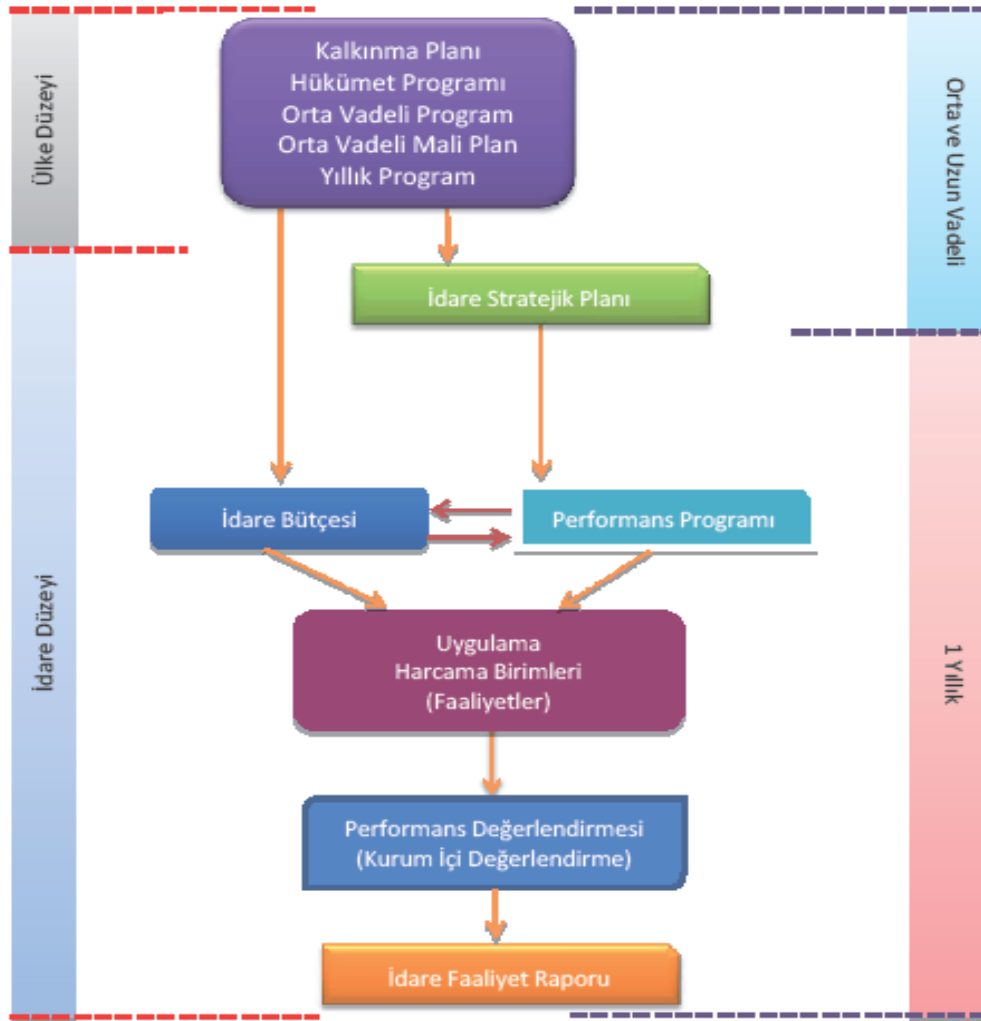 Ülke Düzeyi
Kalkınma Planı
Hükümet Programı
Orta Vadeli Program
Orta Vadeli Mali Plan
Yıllık Program
Orta ve Uzun Vadeli
İdare Stratejik Planı
İdare Düzeyi
İdare Bütçesi
Performans Programı
1 Yıllık
Uygulama
Harcama Birimleri
(Faaliyetler)
Performans Değerlendirmesi
(Kurum İçi Değerlendirme)
İdare Faaliyet Raporu